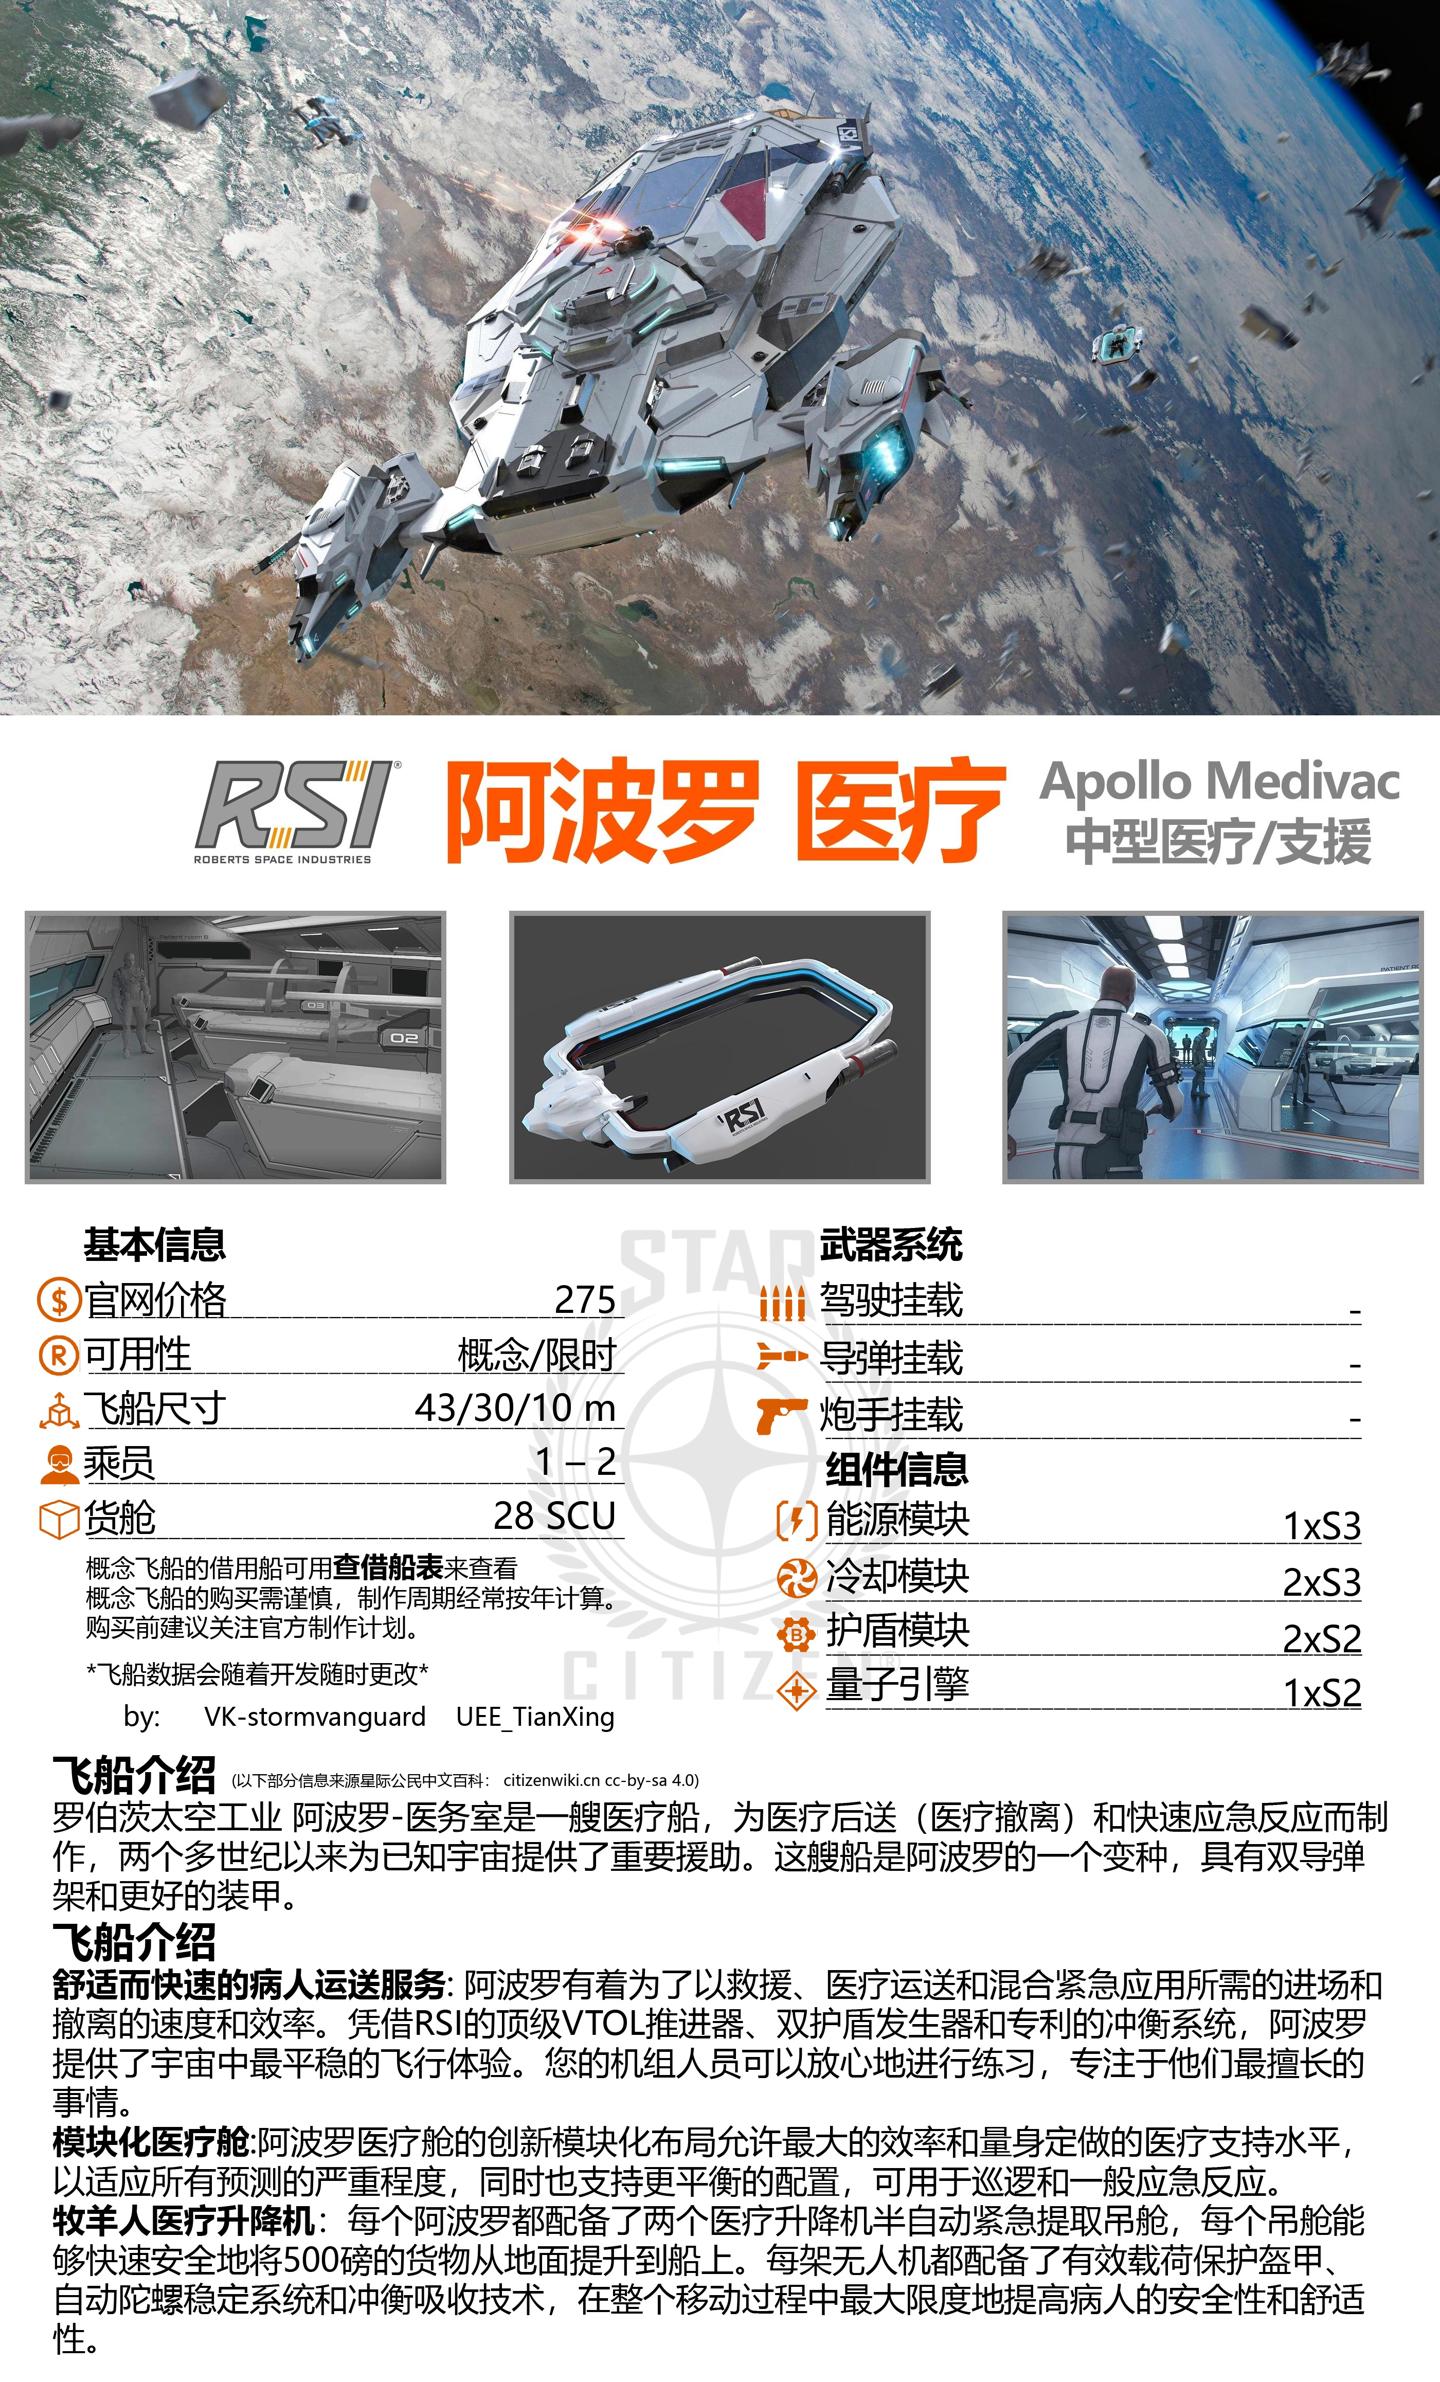 RSI
RSI®
ROBERTS SPACE INDUSTRIES
阿波罗 医疗
Apollo Medivac
中型医疗/支援
03
02
RSI
基本信息
官网价格 275
可用性 概念/限时
飞船尺寸 43/30/10 m
乘员 1 – 2
货舱 28 SCU
概念飞船的借用船可用查借船表来查看
概念飞船的购买需谨慎，制作周期经常按年计算。
购买前建议关注官方制作计划。
*飞船数据会随着开发随时更改*
by: VK-stormvanguard UEE_TianXing
STAR
CITIZEN®
武器系统
驾驶挂载 -
导弹挂载 -
炮手挂载 -
组件信息
能源模块 1xS3
冷却模块 2xS3
护盾模块 2xS2
量子引擎 1xS2
飞船介绍 (以下部分信息来源星际公民中文百科： citizenwiki.cn cc-by-sa 4.0)
罗伯茨太空工业 阿波罗-医务室是一艘医疗船，为医疗后送（医疗撤离）和快速应急反应而制
作，两个多世纪以来为已知宇宙提供了重要援助。这艘船是阿波罗的一个变种，具有双导弹
架和更好的装甲。
飞船介绍
舒适而快速的病人运送服务: 阿波罗有着为了以救援、医疗运送和混合紧急应用所需的进场和
撤离的速度和效率。凭借RSI的顶级VTOL推进器、双护盾发生器和专利的冲衡系统，阿波罗
提供了宇宙中最平稳的飞行体验。您的机组人员可以放心地进行练习，专注于他们最擅长的
事情。
模块化医疗舱:阿波罗医疗舱的创新模块化布局允许最大的效率和量身定做的医疗支持水平，
以适应所有预测的严重程度，同时也支持更平衡的配置，可用于巡逻和一般应急反应。
牧羊人医疗升降机：每个阿波罗都配备了两个医疗升降机半自动紧急提取吊舱，每个吊舱能
够快速安全地将500磅的货物从地面提升到船上。每架无人机都配备了有效载荷保护盔甲、
自动陀螺稳定系统和冲衡吸收技术，在整个移动过程中最大限度地提高病人的安全性和舒适
性。